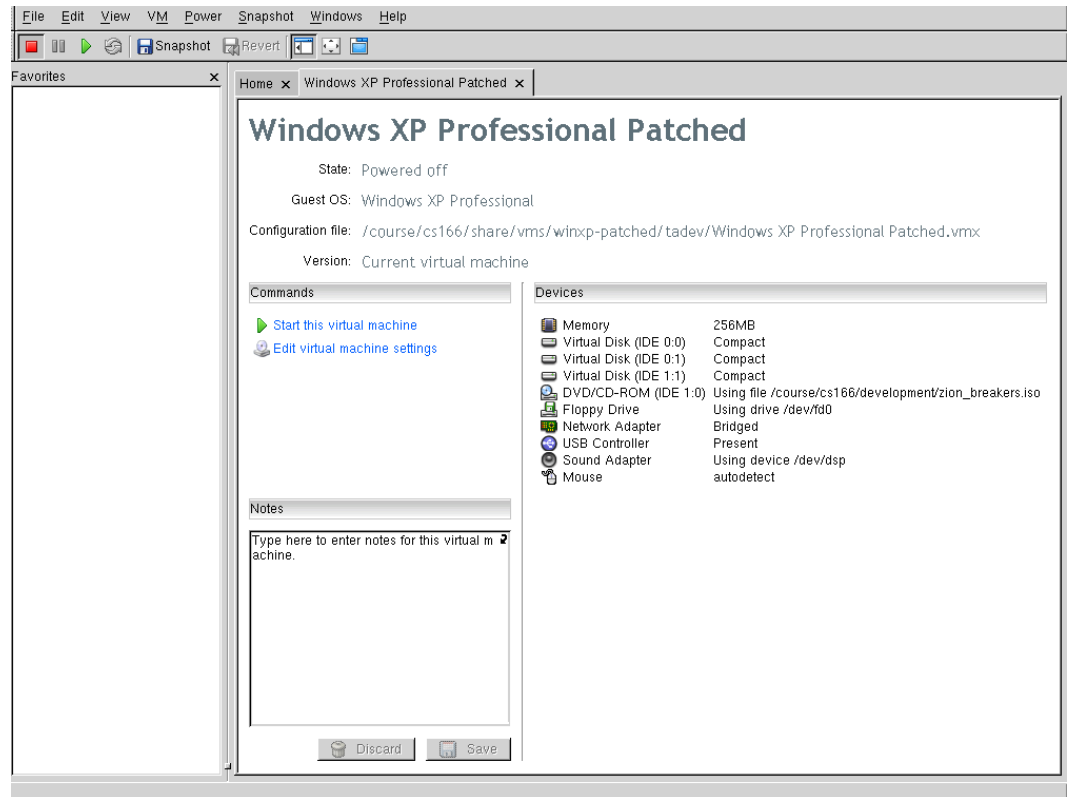 File Edit View VM Power Snapshot Windows Help
Snapshot Revert
Favorites
Home Windows XP Professional Patched
Windows XP Professional Patched
State: Powered off
Guest OS: Windows XP Professional
Configuration file: /course/cs166/share/vms/winxp-patched/tadev/Windows XP Professional Patched.vmx
Version: Current virtual machine
Commands
Start this virtual machine
Edit virtual machine settings
Notes
Type here to enter notes for this virtual m
achine.
Discard Save
Devices
Memory 256MB
Virtual Disk (IDE 0:0) Compact
Virtual Disk (IDE 0:1) Compact
Virtual Disk (IDE 1:1) Compact
DVD/CD-ROM (IDE 1:0) Using file /course/cs166/development/zion_breakers.iso
Floppy Drive Using drive /dev/fd0
Network Adapter Bridged
USB Controller Present
Sound Adapter Using device /dev/dsp
Mouse autodetect